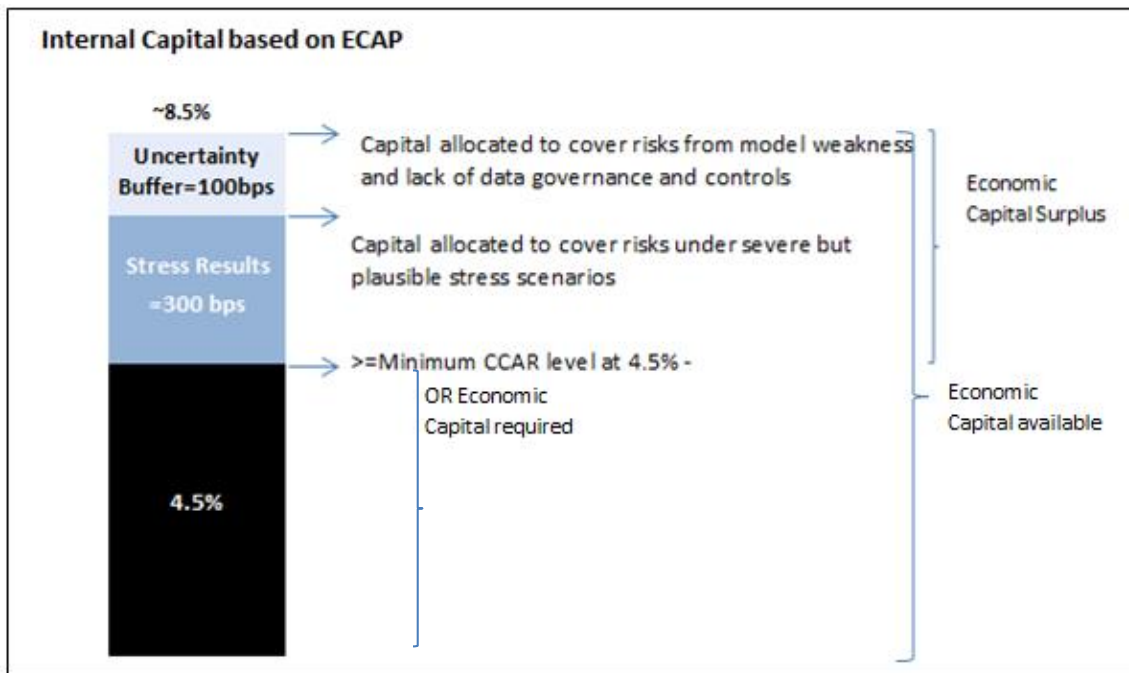 Internal Capital based on ECAP
~8.5%
Uncertainty
Buffer=100bps
Capital allocated to cover risks from model weakness
and lack of data governance and controls
Economic
Capital Surplus
Stress Results
=300 bps
Capital allocated to cover risks under severe but
plausible stress scenarios
>=Minimum CCAR level at 4.5% -
OR Economic
Capital required
Economic
Capital available
4.5%